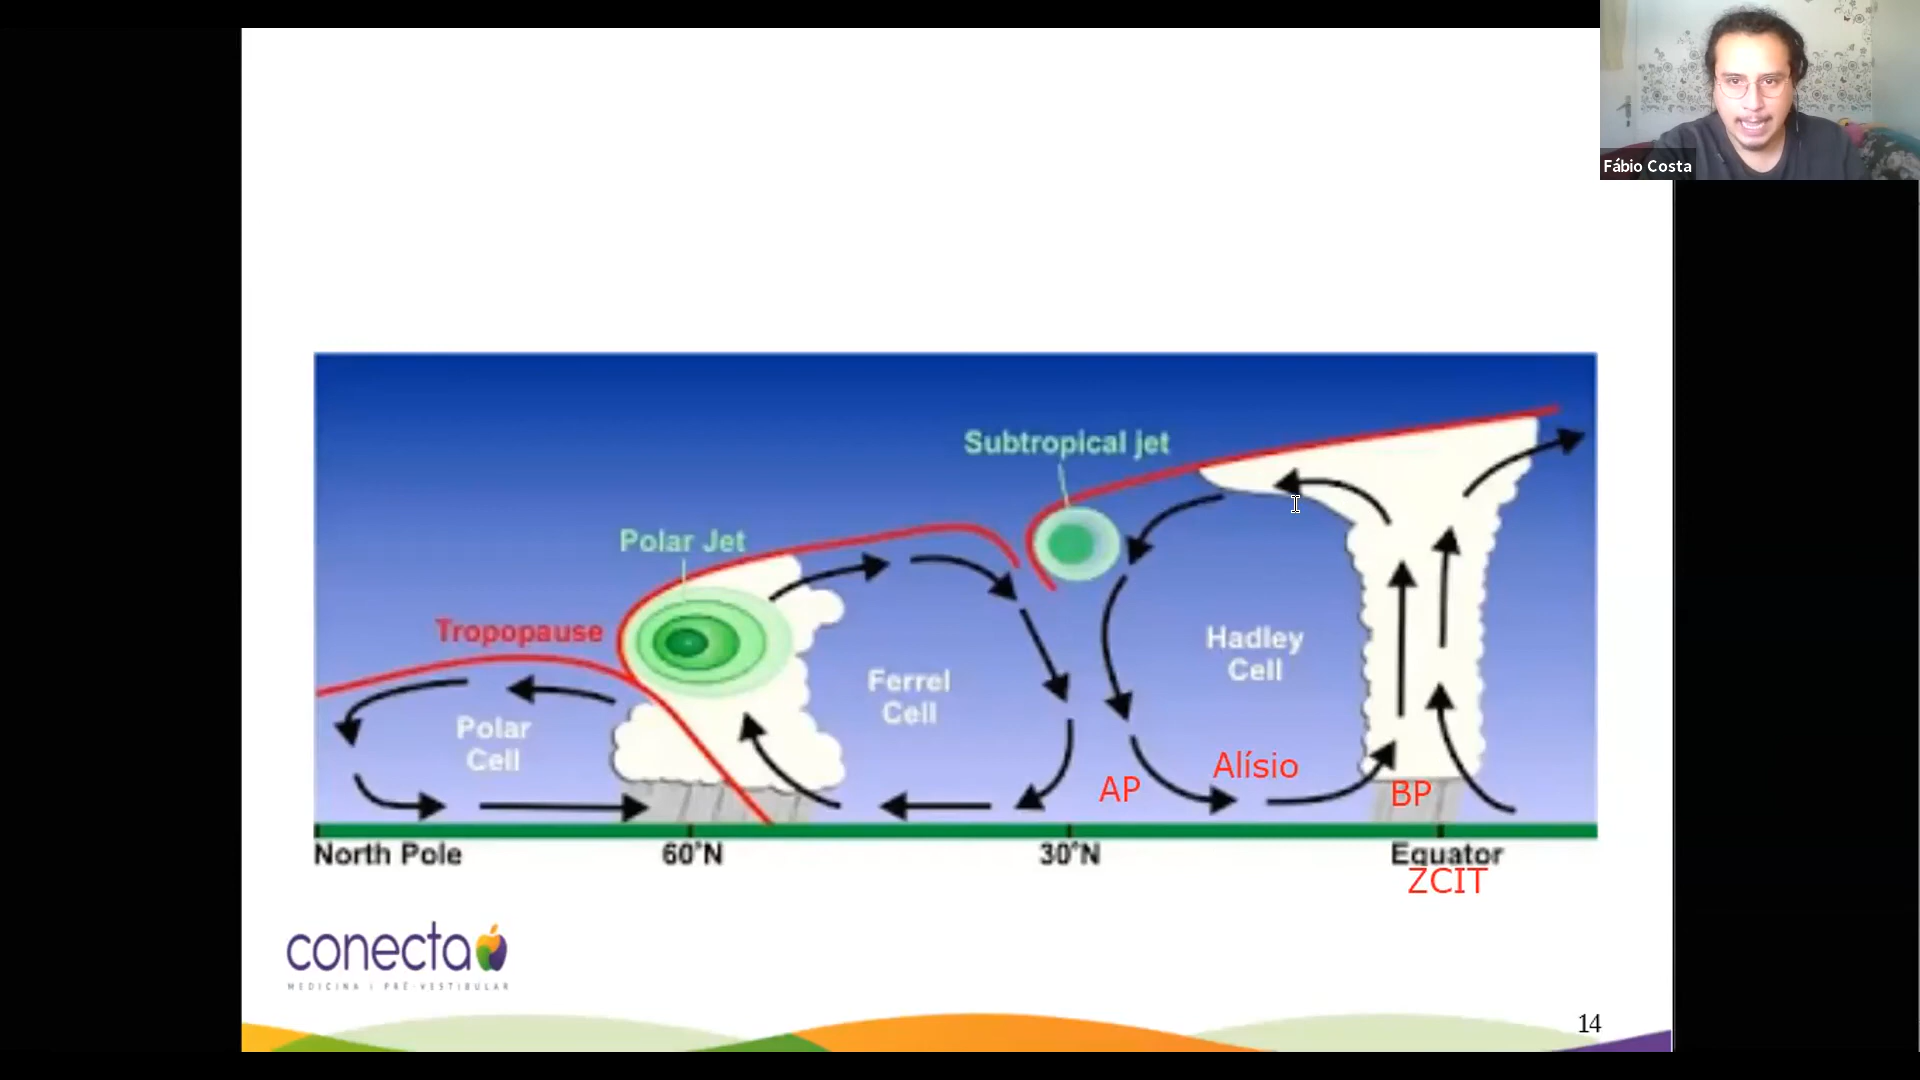 Fábio Costa
Subtropical jet
Polar Jet
Tropopause
Hadley
Cell
Ferrel
Cell
Polar
Cell
Alísio
AP
BP
North Pole
60°N
30°N
Equator
ZCIT
conecta
MEDICINA I PRÉ-VESTIBULAR
14